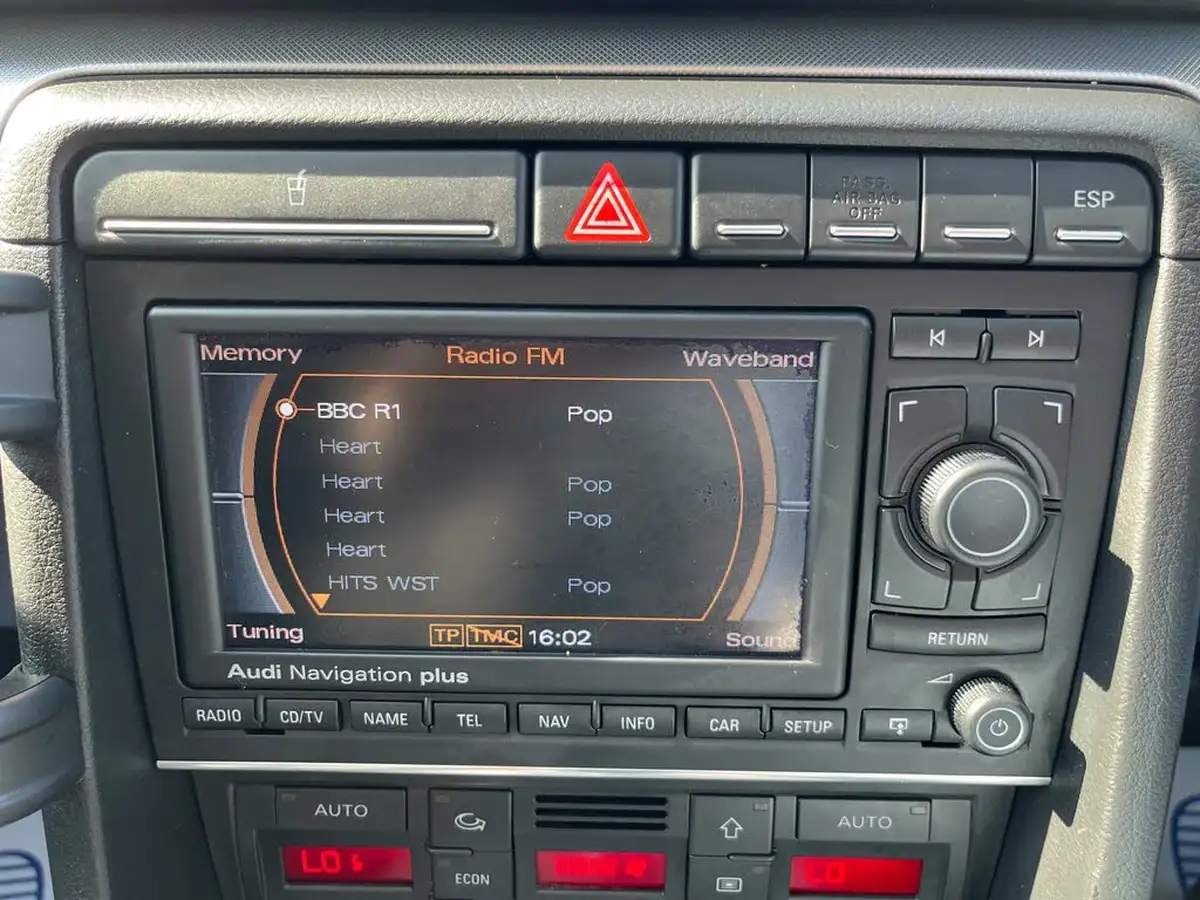 PASS.
AIR BAG
OFF
ESP
Memory Radio FM Waveband
BBC R1 Pop
Heart
Heart Pop
Heart Pop
Heart
HITS WST Pop
Tuning TP TMC 16:02 Sound
Audi Navigation plus
RETURN
RADIO CD/TV NAME TEL NAV INFO CAR SETUP
AUTO AUTO
LO LO
ECON